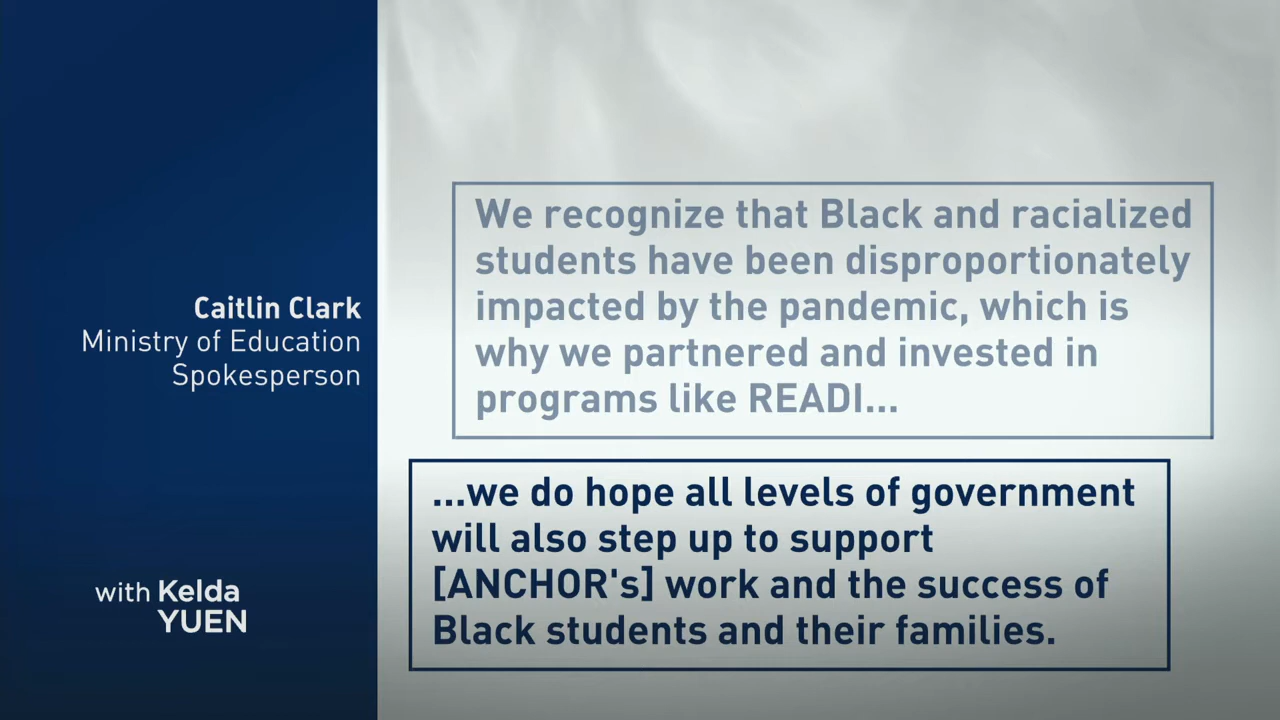 Caitlin Clark
Ministry of Education
Spokesperson
with Kelda
YUEN
We recognize that Black and racialized
students have been disproportionately
impacted by the pandemic, which is
why we partnered and invested in
programs like READI...
...we do hope all levels of government
will also step up to support
[ANCHOR's] work and the success of
Black students and their families.